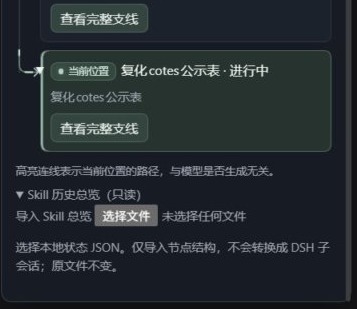 查看完整支线
当前位置 复化cotes公示表 · 进行中
复化cotes公示表
查看完整支线
高亮连线表示当前位置的路径，与模型是否生成无关。
▼ Skill 历史总览（只读）
导入 Skill 总览 选择文件 未选择任何文件
选择本地状态 JSON。仅导入节点结构，不会转换成 DSH 子
会话；原文件不变。